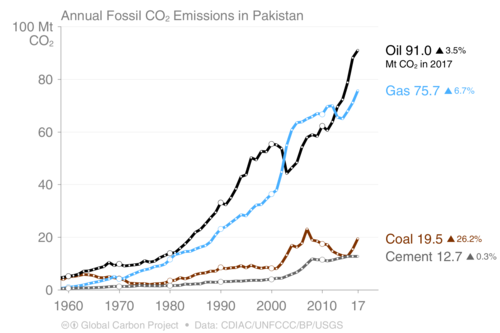 Annual Fossil CO₂ Emissions in Pakistan
100 Mt
CO₂
80
60
40
20
0
1960 1970 1980 1990 2000 2010 17
Oil 91.0 ▲3.5%
Mt CO₂ in 2017
Gas 75.7 ▲6.7%
Coal 19.5 ▲26.2%
Cement 12.7 ▲0.3%
Global Carbon Project • Data: CDIAC/UNFCCC/BP/USGS